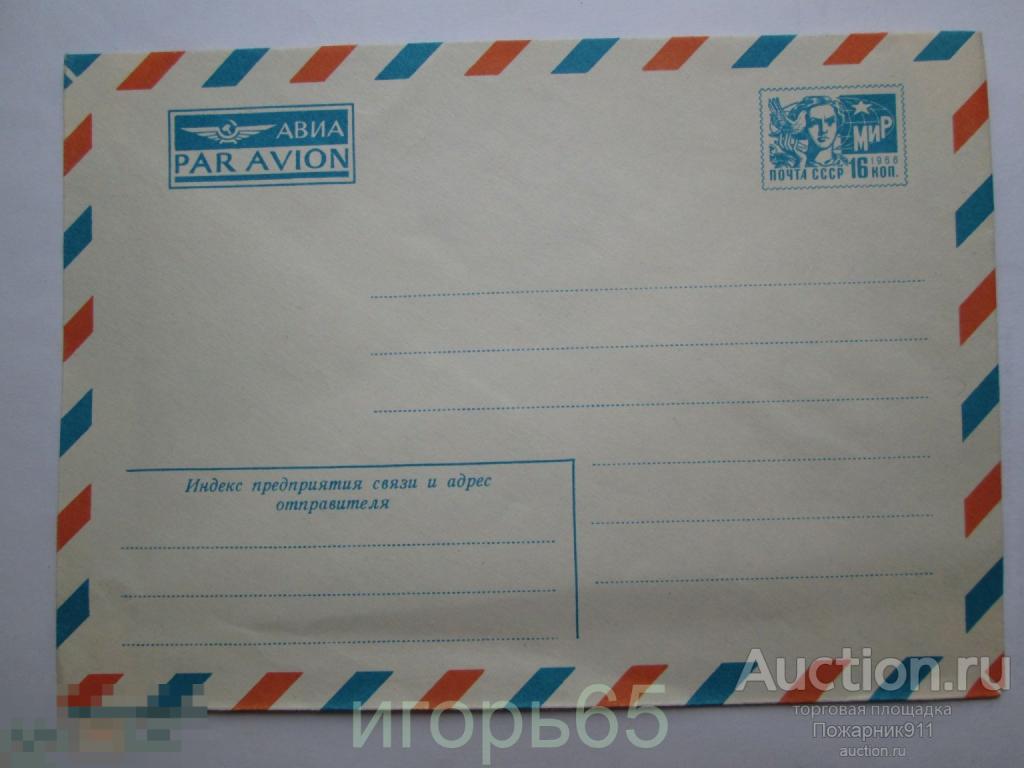 АВИА
PAR AVION
МИР
1966
ПОЧТА СССР 16 КОП.
Индекс предприятия связи и адрес
отправителя
Auction.ru
торговая площадка
Пожарник911
auction.ru
игорь65